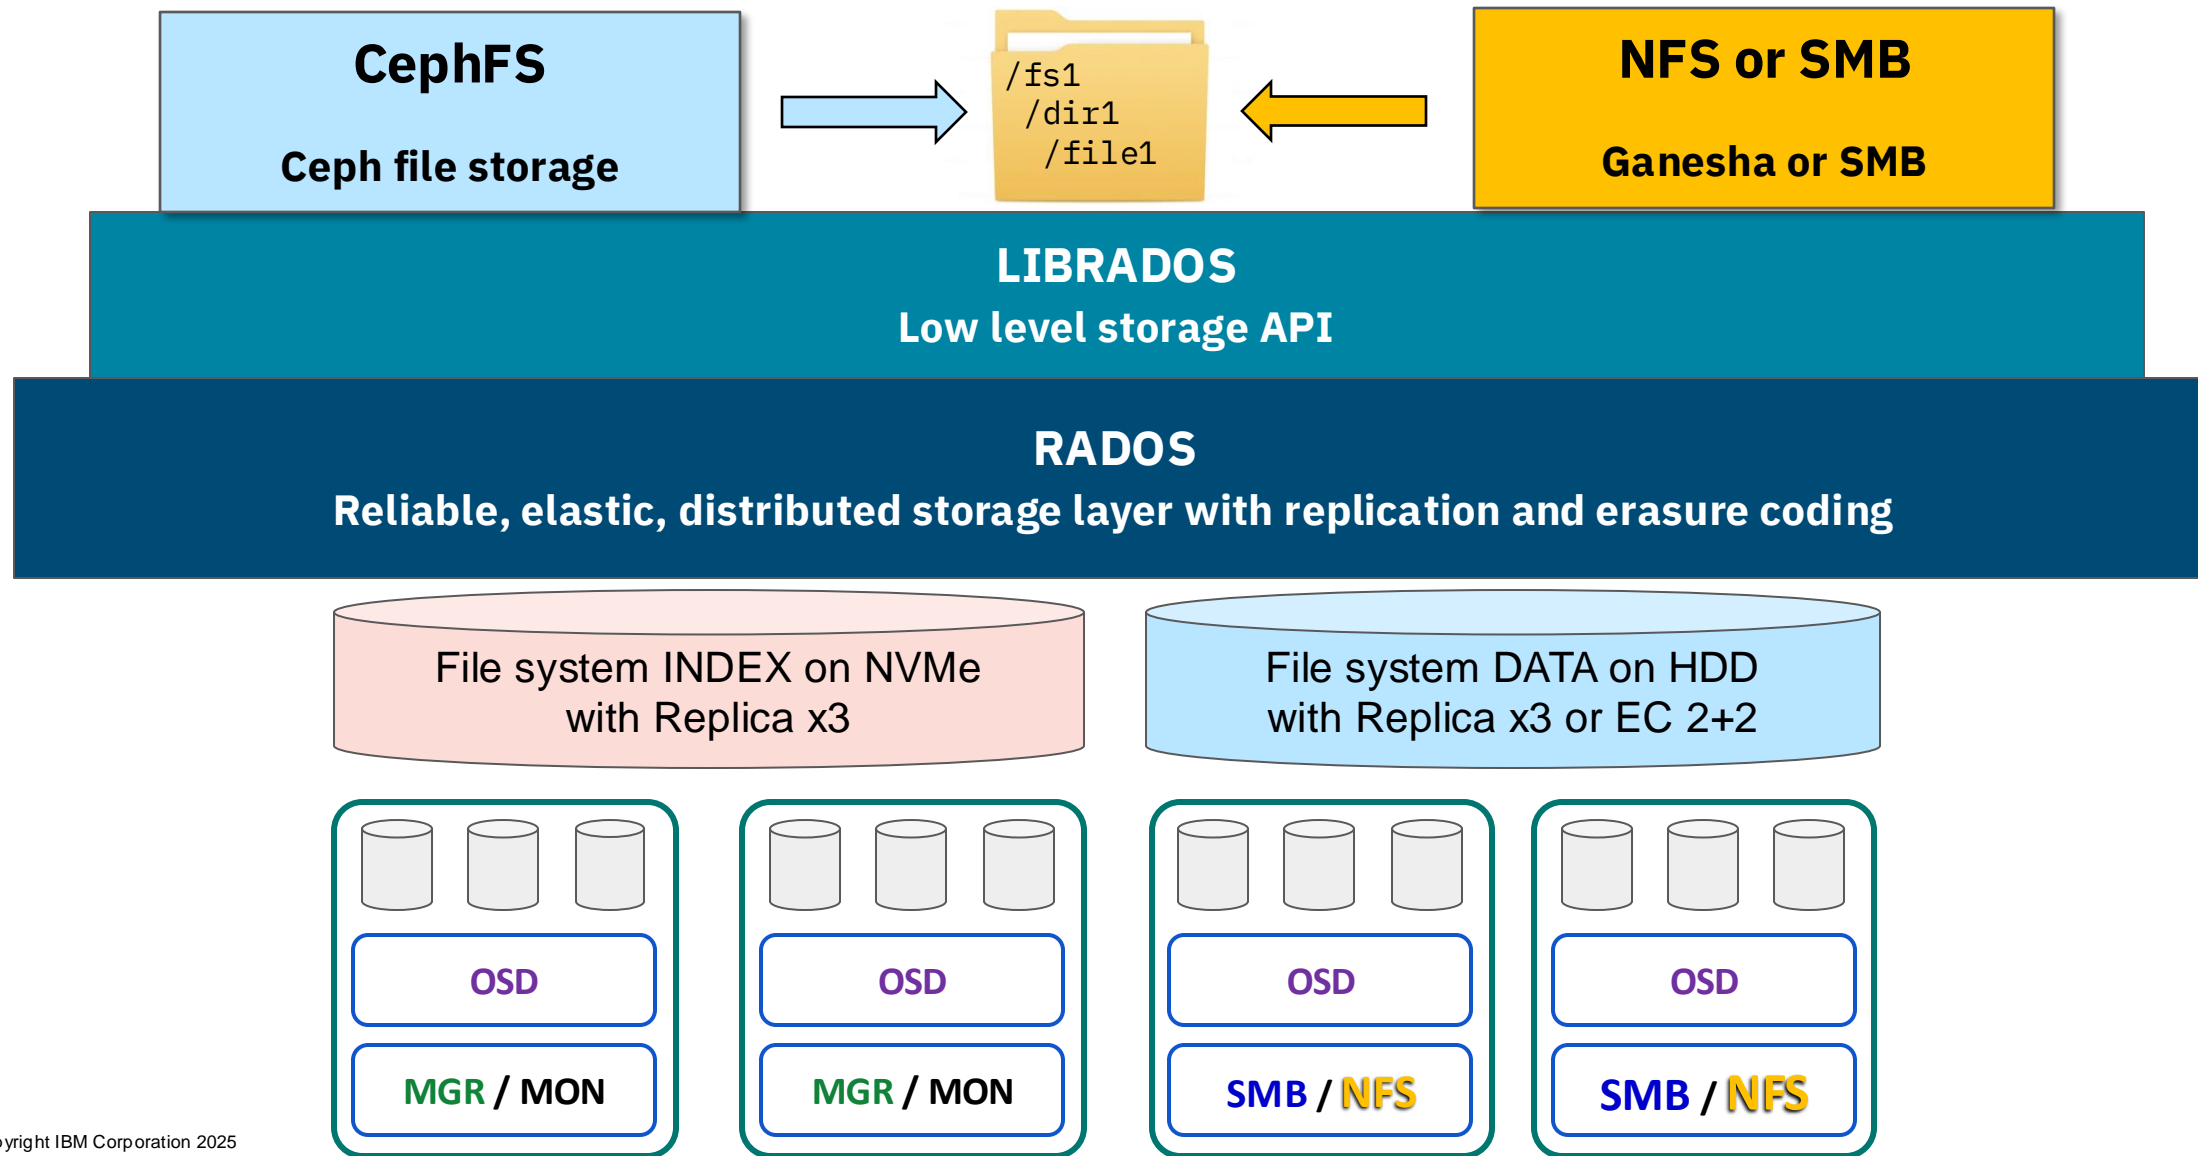 CephFS
Ceph file storage
/fs1
/dir1
/file1
NFS or SMB
Ganesha or SMB
LIBRADOS
Low level storage API
RADOS
Reliable, elastic, distributed storage layer with replication and erasure coding
File system INDEX on NVMe
with Replica x3
File system DATA on HDD
with Replica x3 or EC 2+2
OSD
MGR / MON
OSD
MGR / MON
OSD
SMB / NFS
OSD
SMB / NFS
yright IBM Corporation 2025